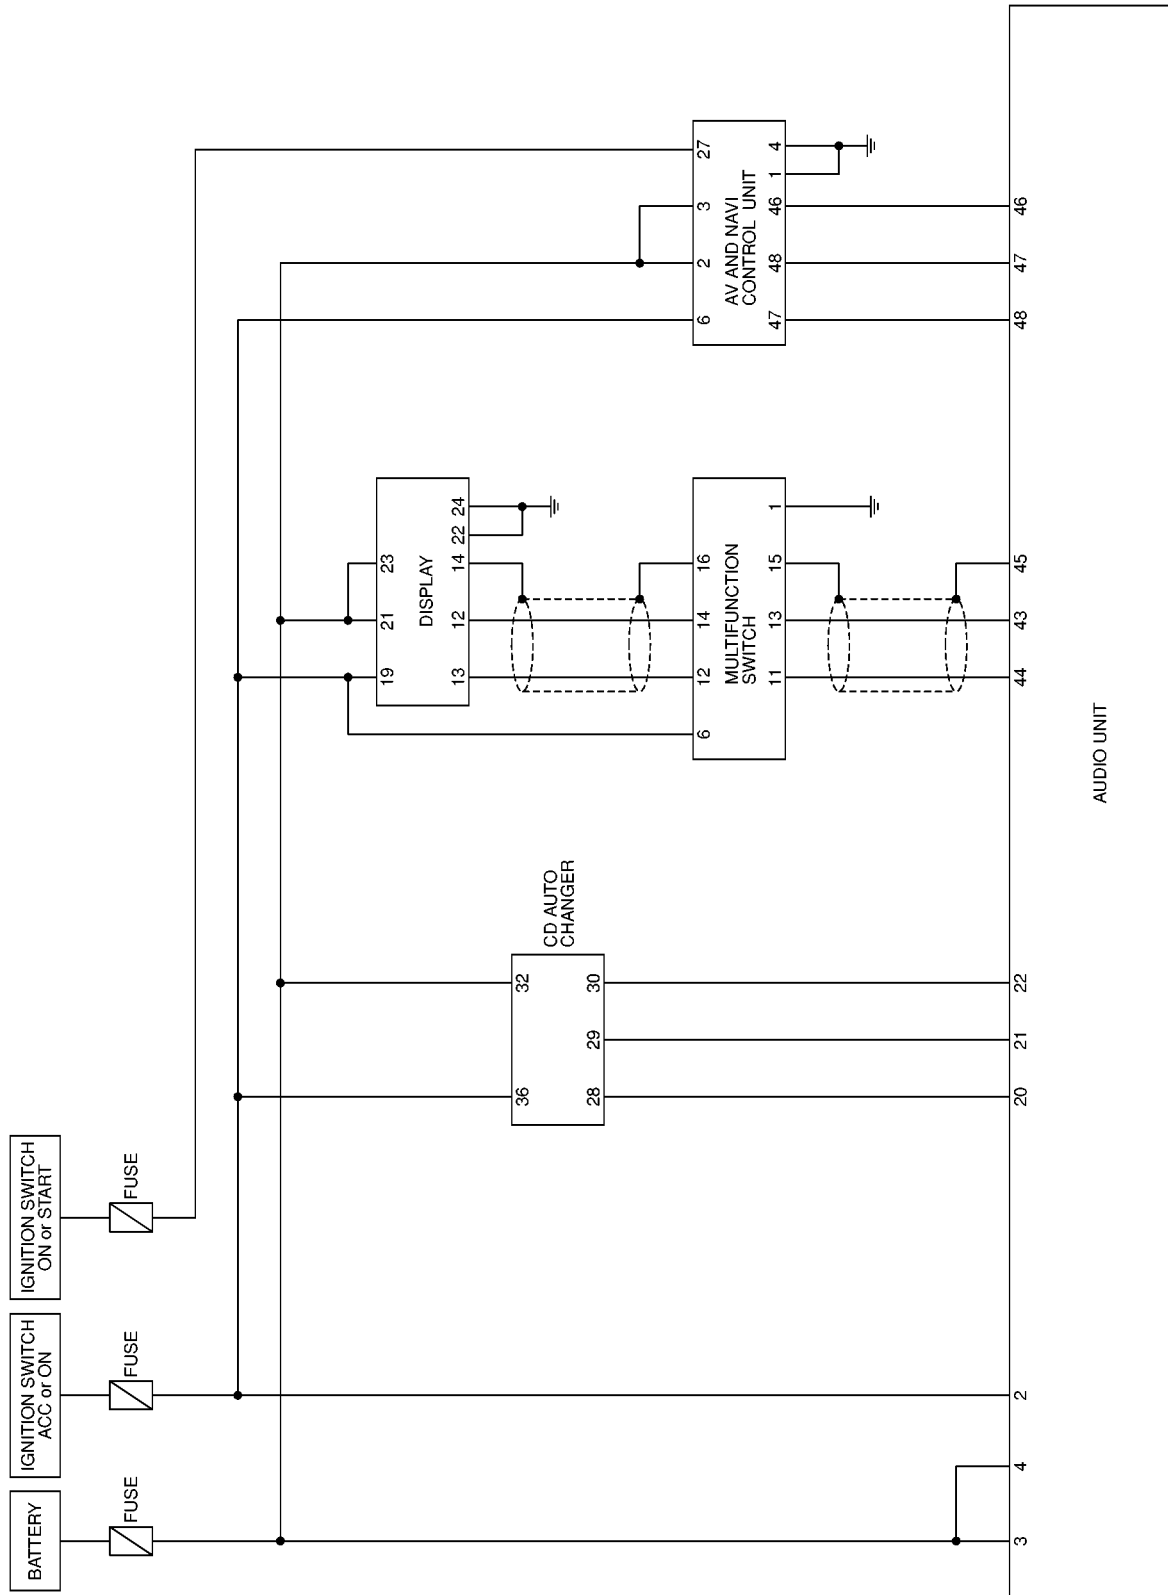 BATTERY
IGNITION SWITCH
ACC or ON
IGNITION SWITCH
ON or START
FUSE
FUSE
FUSE
19 21 23
DISPLAY
13 12 14 22 24
CD AUTO
CHANGER
36 32
28 29 30
6 12 14 16
MULTIFUNCTION
SWITCH
11 13 15 1
6 2 3 27
AV AND NAVI
CONTROL UNIT
47 48 46 1 4
3 4 2 20 21 22 44 43 45 48 47 46
AUDIO UNIT